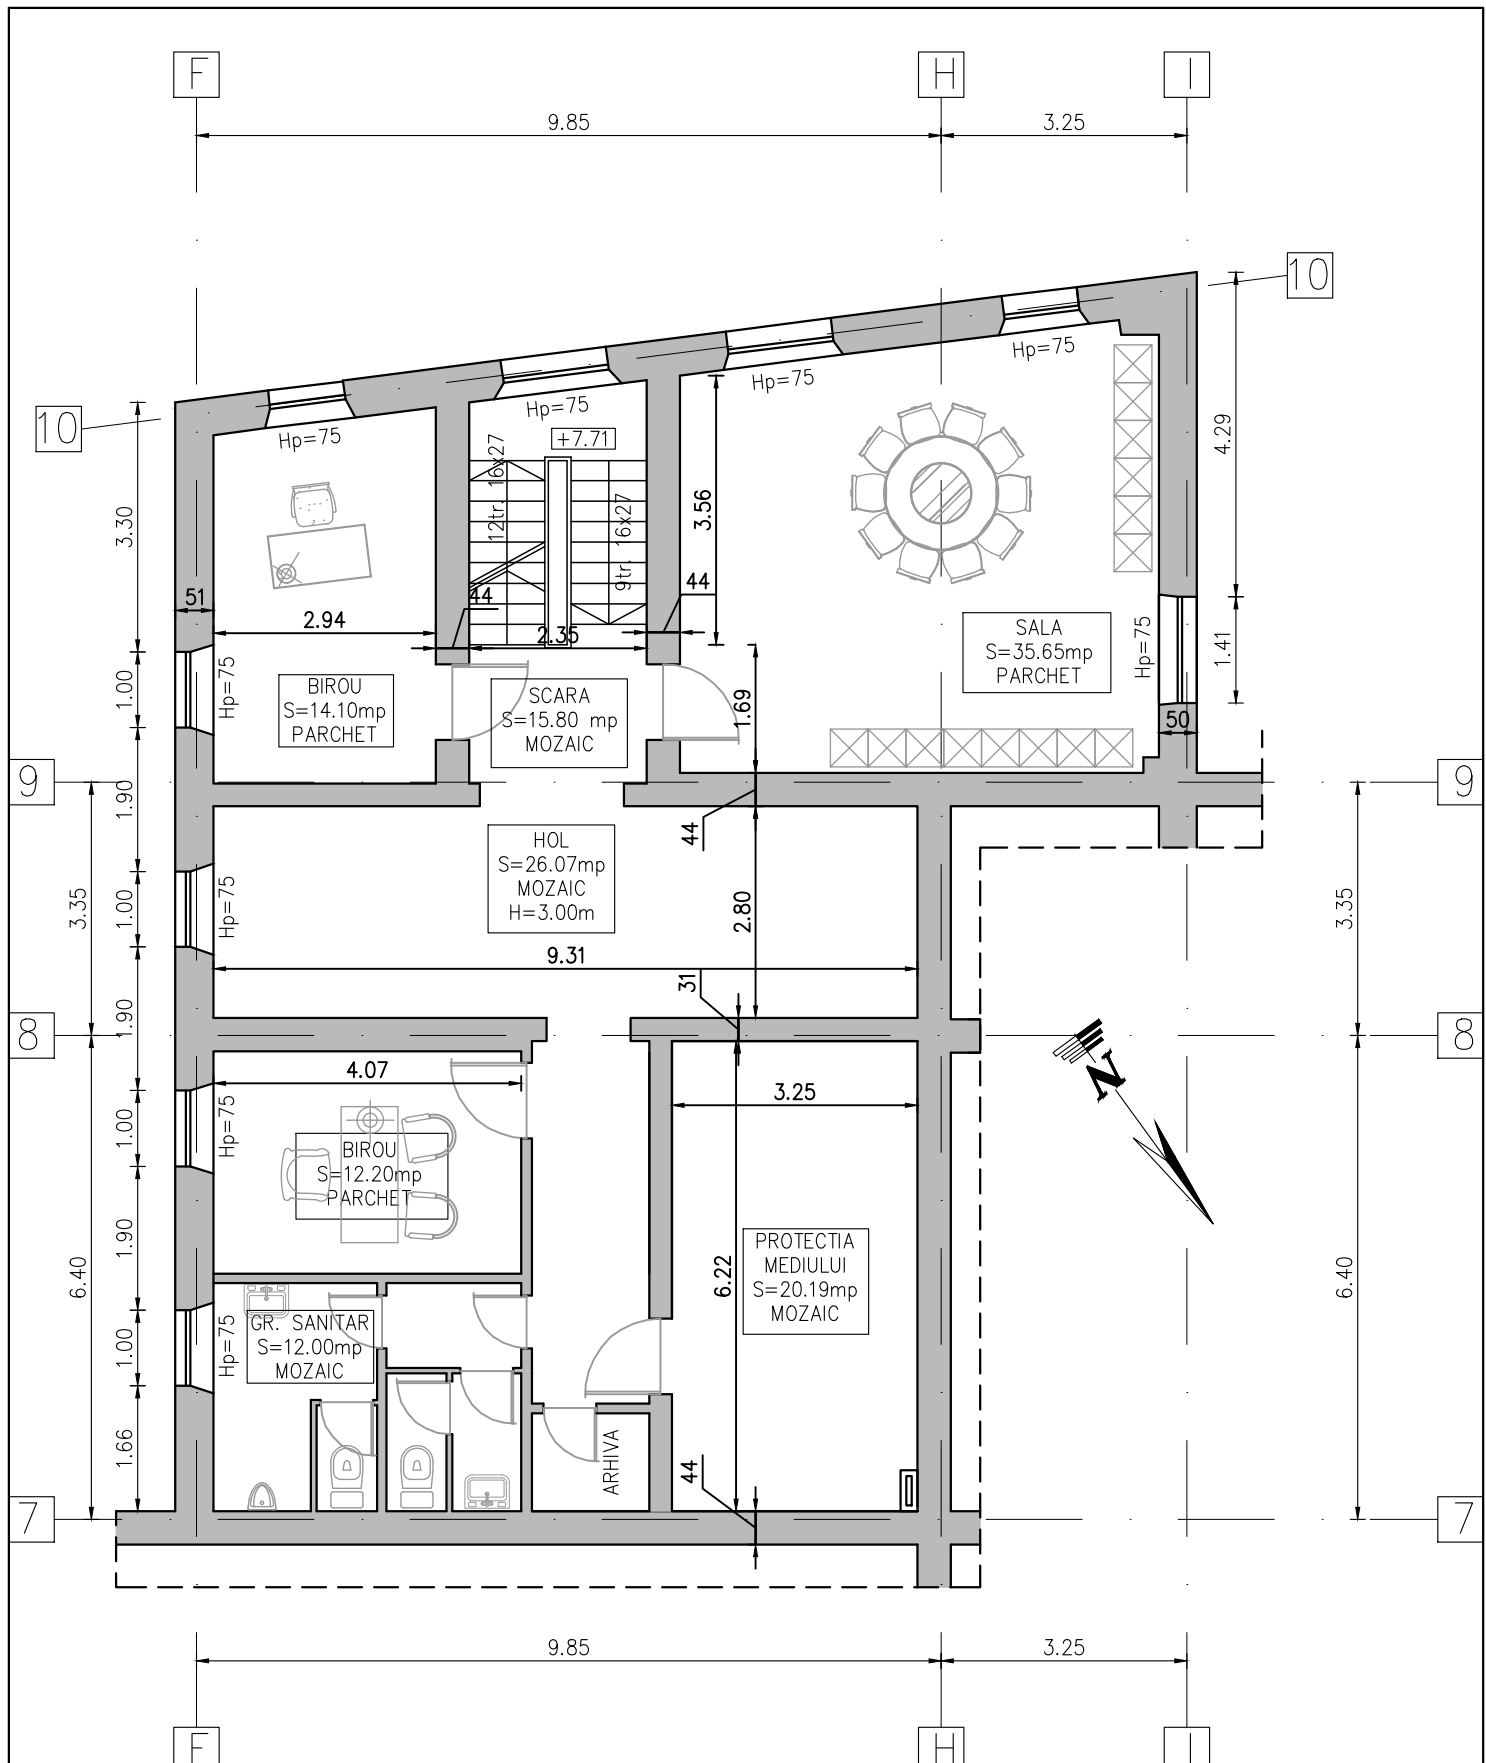 F
H
I
9.85
3.25
10
10
Hp=75
Hp=75
Hp=75
Hp=75
+7.71
12tr. 16x27
9tr. 16x27
3.30
3.56
4.29
51
2.94
44
2.35
44
Hp=75
1.41
SALA
S=35.65mp
PARCHET
1.00
Hp=75
BIROU
S=14.10mp
PARCHET
SCARA
S=15.80 mp
MOZAIC
1.69
50
9
9
1.90
44
HOL
S=26.07mp
MOZAIC
H=3.00m
3.35
1.00
Hp=75
2.80
3.35
9.31
31
1.90
8
8
4.07
3.25
N
1.00
Hp=75
BIROU
S=12.20mp
PARCHET
1.90
6.40
6.22
PROTECTIA
MEDIULUI
S=20.19mp
MOZAIC
6.40
1.00
Hp=75
GR. SANITAR
S=12.00mp
MOZAIC
1.66
ARHIVA
44
7
7
9.85
3.25
F
H
I